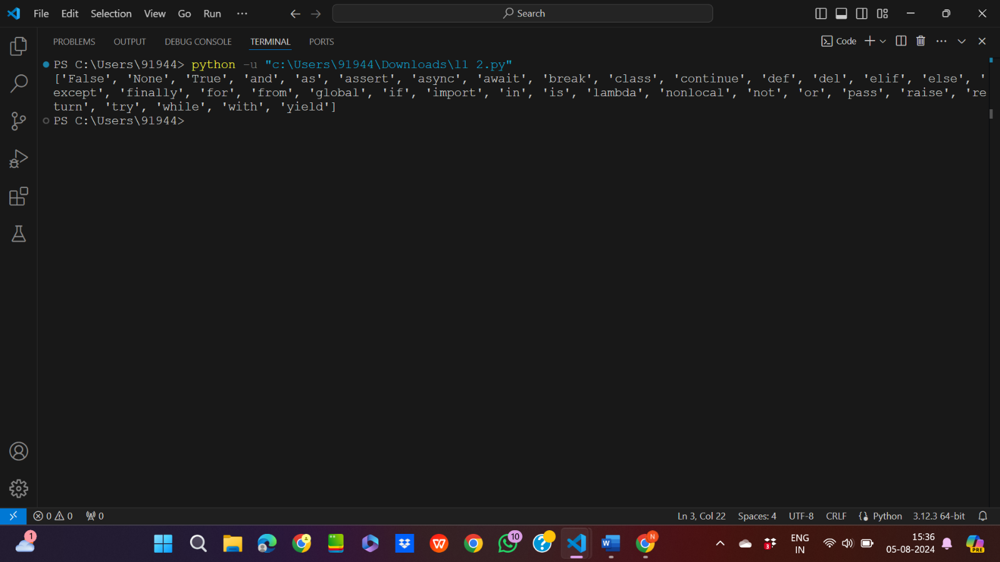 File Edit Selection View Go Run ··· Search
PROBLEMS OUTPUT DEBUG CONSOLE TERMINAL PORTS Code
PS C:\Users\91944> python -u "c:\Users\91944\Downloads\l1 2.py"
['False', 'None', 'True', 'and', 'as', 'assert', 'async', 'await', 'break', 'class', 'continue', 'def', 'del', 'elif', 'else', '
except', 'finally', 'for', 'from', 'global', 'if', 'import', 'in', 'is', 'lambda', 'nonlocal', 'not', 'or', 'pass', 'raise', 're
turn', 'try', 'while', 'with', 'yield']
PS C:\Users\91944>
0 0 0 Ln 3, Col 22 Spaces: 4 UTF-8 CRLF Python 3.12.3 64-bit
1 10 W N 3 ENG 15:36
IN 05-08-2024 PRE